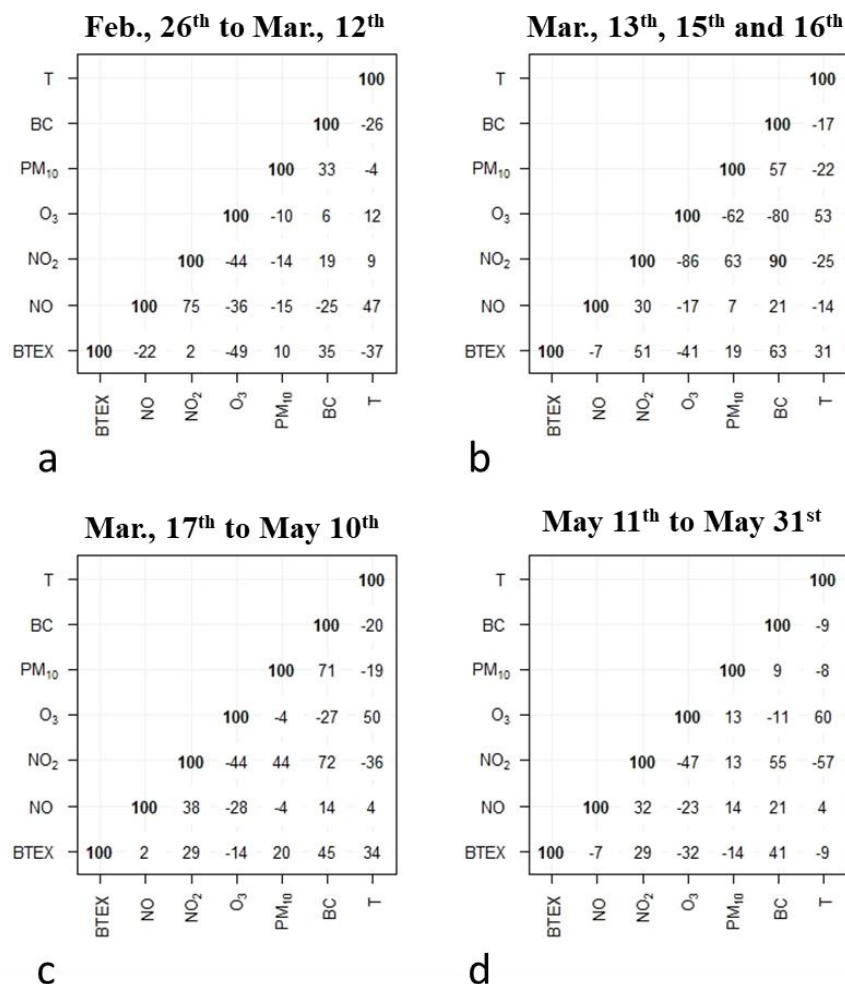 Feb., 26th to Mar., 12th
T 100
BC 100 -26
PM10 100 33 -4
O3 100 -10 6 12
NO2 100 -44 -14 19 9
NO 100 75 -36 -15 -25 47
BTEX 100 -22 2 -49 10 35 -37
BTEX NO NO2 O3 PM10 BC T
a
Mar., 13th, 15th and 16th
T 100
BC 100 -17
PM10 100 57 -22
O3 100 -62 -80 53
NO2 100 -86 63 90 -25
NO 100 30 -17 7 21 -14
BTEX 100 -7 51 -41 19 63 31
BTEX NO NO2 O3 PM10 BC T
b
Mar., 17th to May 10th
T 100
BC 100 -20
PM10 100 71 -19
O3 100 -4 -27 50
NO2 100 -44 44 72 -36
NO 100 38 -28 -4 14 4
BTEX 100 2 29 -14 20 45 34
BTEX NO NO2 O3 PM10 BC T
c
May 11th to May 31st
T 100
BC 100 -9
PM10 100 9 -8
O3 100 13 -11 60
NO2 100 -47 13 55 -57
NO 100 32 -23 14 21 4
BTEX 100 -7 29 -32 -14 41 -9
BTEX NO NO2 O3 PM10 BC T
d